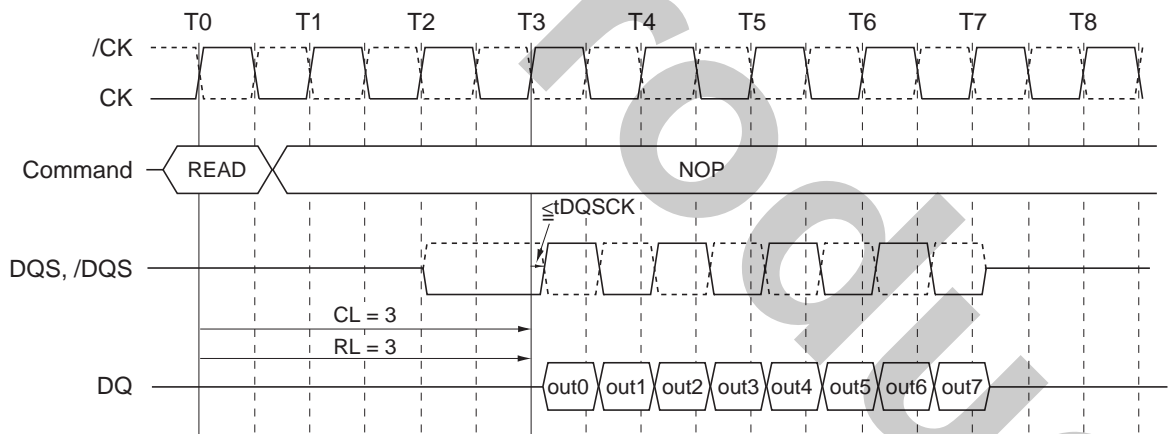 T0 T1 T2 T3 T4 T5 T6 T7 T8
/CK
CK
Command READ NOP
≦tDQSCK
DQS, /DQS
CL = 3
RL = 3
DQ out0 out1 out2 out3 out4 out5 out6 out7
rodu